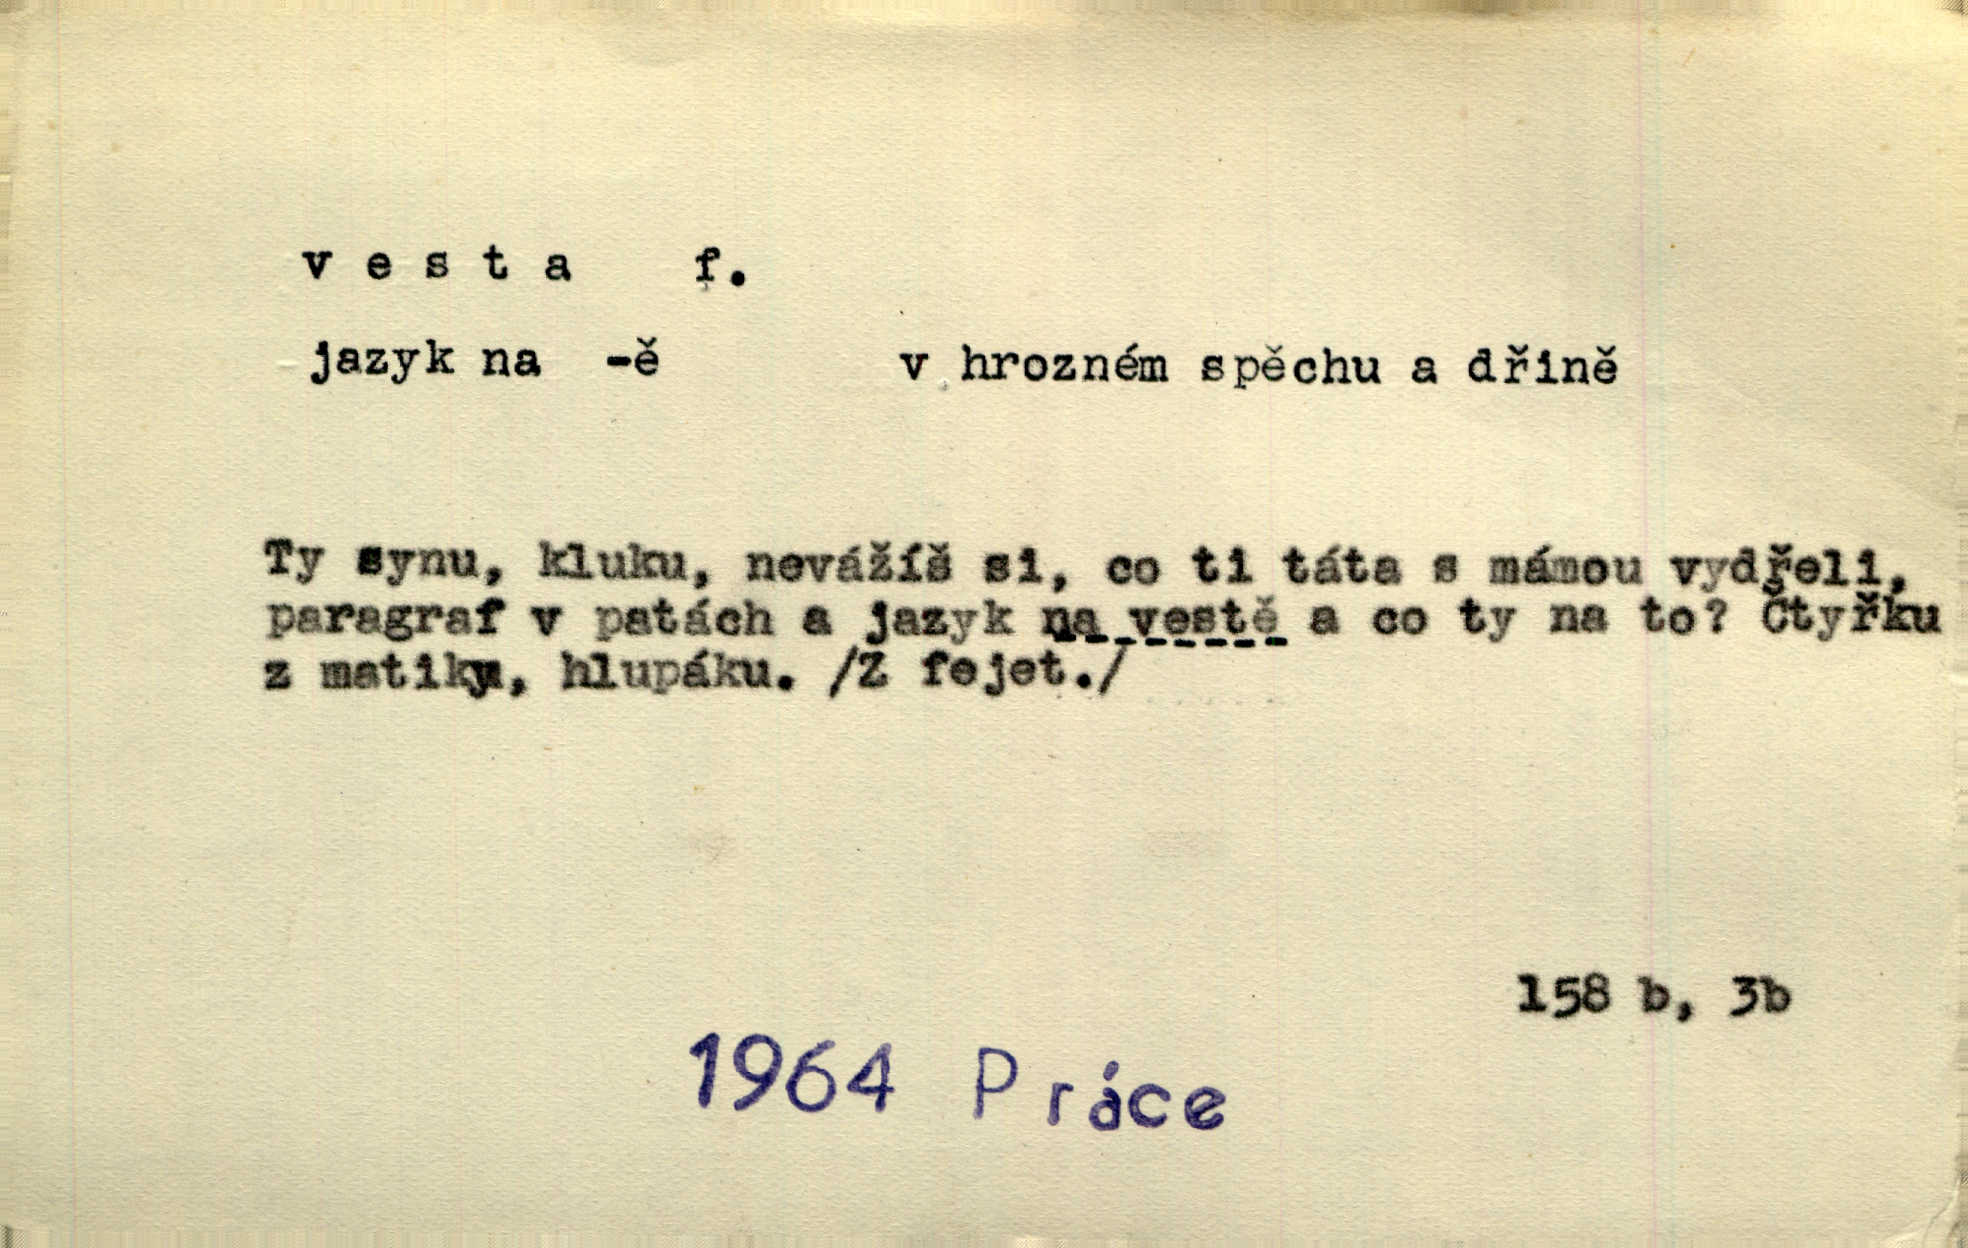 vesta f.
jazyk na -ě v hrozném spěchu a dřině
Ty synu, kluku, nevážíš si, co ti táta s mámou vydřeli,
paragraf v patách a jazyk na vestě a co ty na to? Čtyřku
z matiky, hlupáku. /Z fejet./
158 b, 3b
1964 Práce